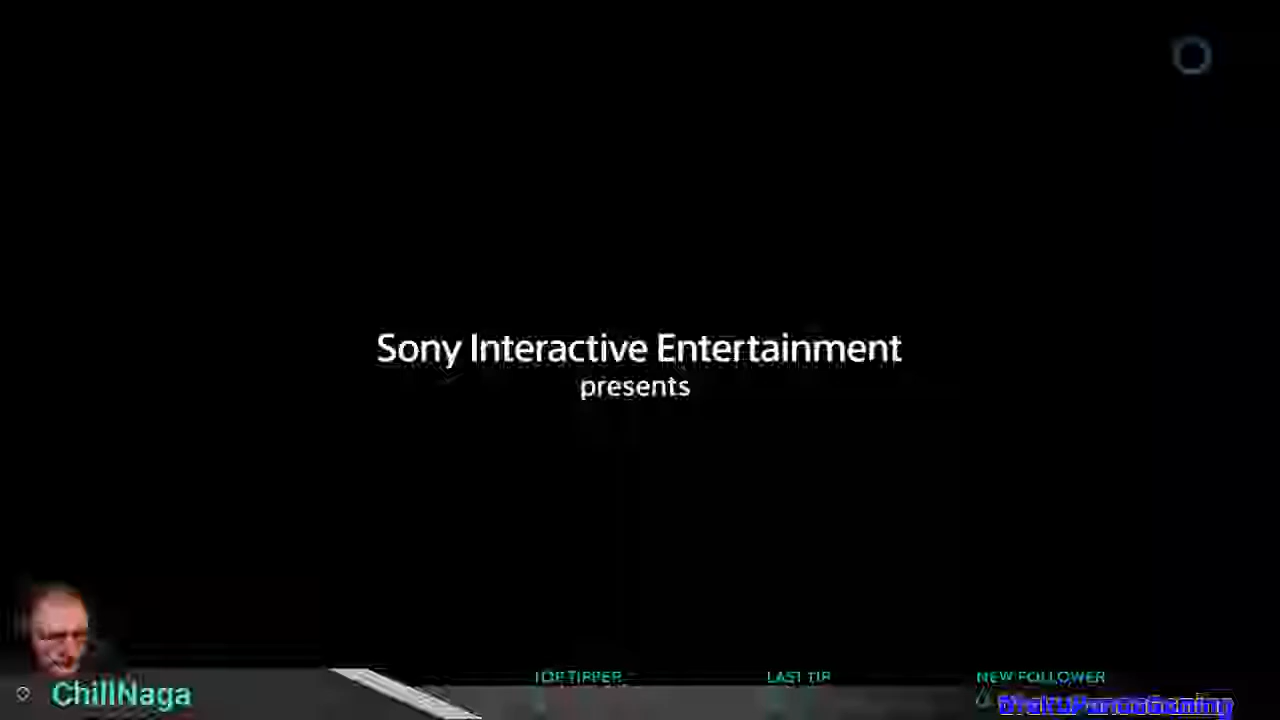 Sony Interactive Entertainment
presents
TOP TIPPER
LAST TIP
NEW FOLLOWER
ChillNaga